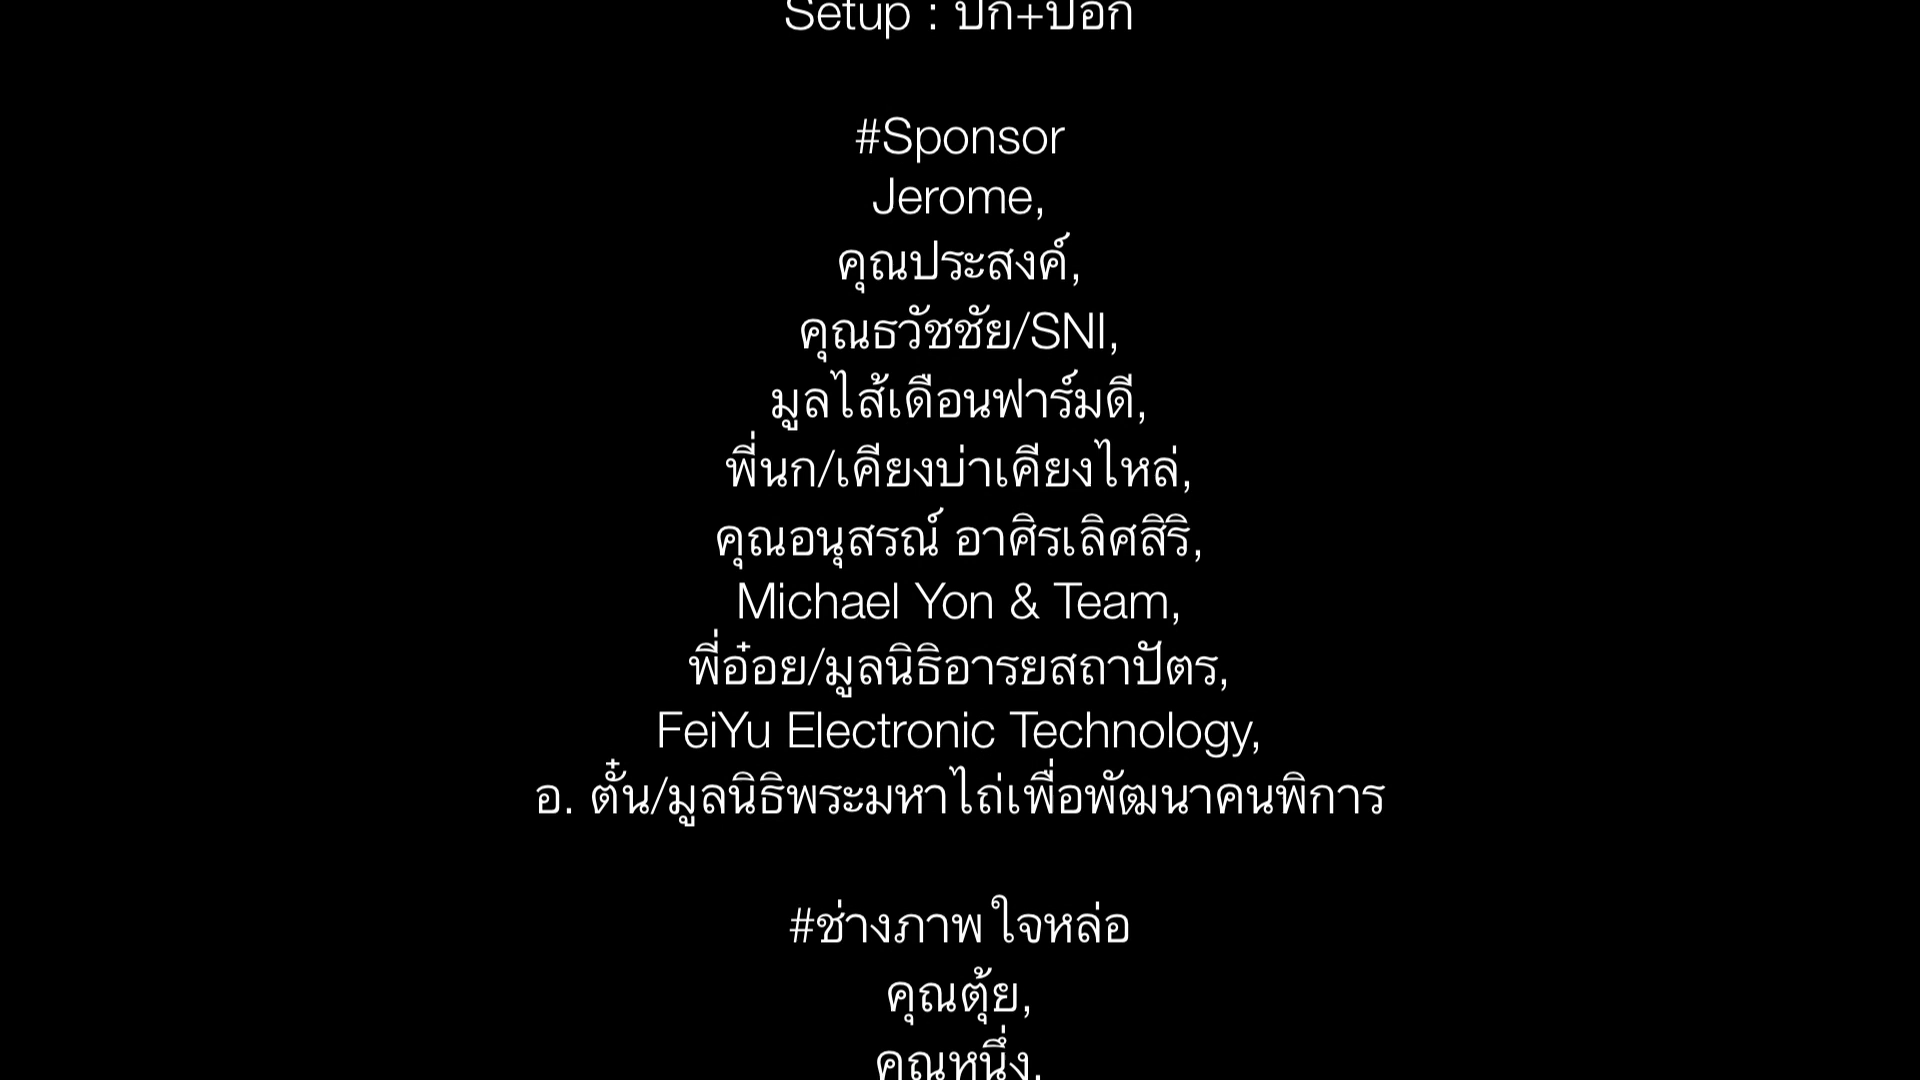 Setup : ปิ๊ก+ป๊อก
#Sponsor
Jerome,
คุณประสงค์,
คุณธวัชชัย/SNI,
มูลไส้เดือนฟาร์มดี,
พี่นก/เคียงบ่าเคียงไหล่,
คุณอนุสรณ์ อาศิรเลิศสิริ,
Michael Yon & Team,
พี่อ๋อย/มูลนิธิอารยสถาปัตร,
FeiYu Electronic Technology,
อ. ตั๋น/มูลนิธิพระมหาไถ่เพื่อพัฒนาคนพิการ
#ช่างภาพ ใจหล่อ
คุณตุ้ย,
คุณหนึ่ง,